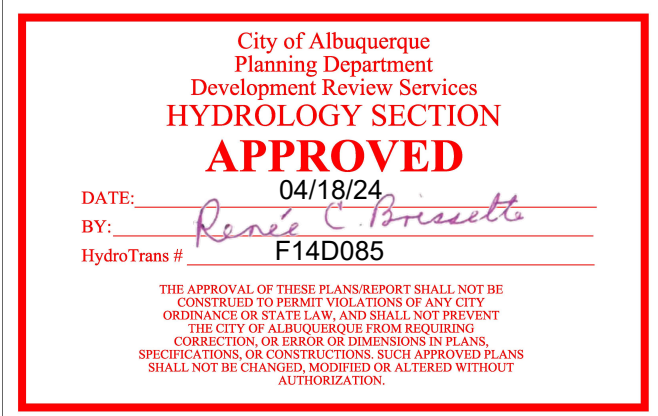 City of Albuquerque
Planning Department
Development Review Services
HYDROLOGY SECTION
APPROVED
DATE: 04/18/24
BY: Renée C. Brissette
HydroTrans # F14D085
THE APPROVAL OF THESE PLANS/REPORT SHALL NOT BE
CONSTRUED TO PERMIT VIOLATIONS OF ANY CITY
ORDINANCE OR STATE LAW, AND SHALL NOT PREVENT
THE CITY OF ALBUQUERQUE FROM REQUIRING
CORRECTION, OR ERROR OR DIMENSIONS IN PLANS,
SPECIFICATIONS, OR CONSTRUCTIONS. SUCH APPROVED PLANS
SHALL NOT BE CHANGED, MODIFIED OR ALTERED WITHOUT
AUTHORIZATION.